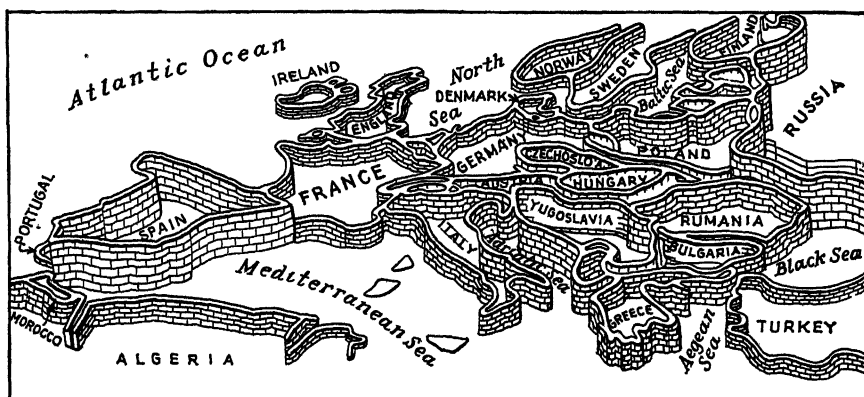 Atlantic Ocean
IRELAND
North
Sea
DENMARK
NORWAY
SWEDEN
FINLAND
Baltic Sea
RUSSIA
ENGLAND
GERMANY
POLAND
CZECHOSLO'A
FRANCE
AUSTRIA
HUNGARY
PORTUGAL
SPAIN
ITALY
Adriatic Sea
YUGOSLAVIA
RUMANIA
BULGARIA
Black Sea
Mediterranean Sea
MOROCCO
ALGERIA
GREECE
Aegean
Sea
TURKEY